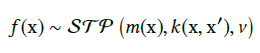 f(x) ∼ 𝒮𝒯𝒫 (m(x), k(x, x′), ν)